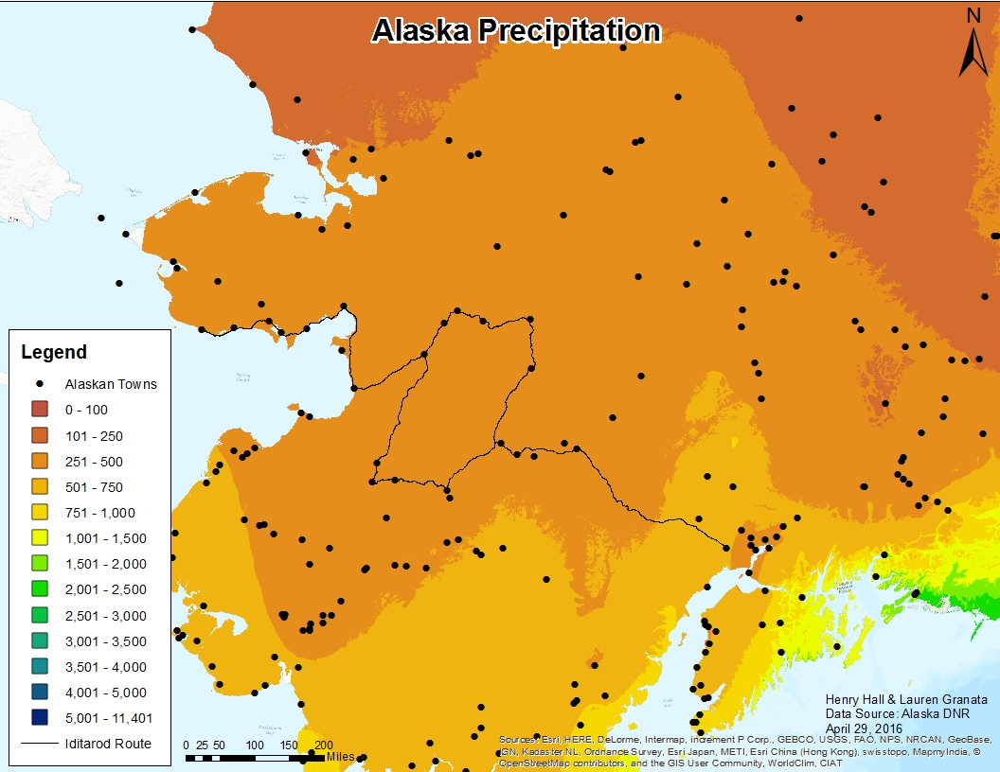 Alaska Precipitation
N
Legend
Alaskan Towns
0 - 100
101 - 250
251 - 500
501 - 750
751 - 1,000
1,001 - 1,500
1,501 - 2,000
2,001 - 2,500
2,501 - 3,000
3,001 - 3,500
3,501 - 4,000
4,001 - 5,000
5,001 - 11,401
Iditarod Route
0 25 50 100 150 200
Miles
Henry Hall & Lauren Granata
Data Source: Alaska DNR
April 29, 2016
Sources: Esri, HERE, DeLorme, Intermap, increment P Corp., GEBCO, USGS, FAO, NPS, NRCAN, GeoBase,
IGN, Kadaster NL, Ordnance Survey, Esri Japan, METI, Esri China (Hong Kong), swisstopo, MapmyIndia, ©
OpenStreetMap contributors, and the GIS User Community, WorldClim, CIAT